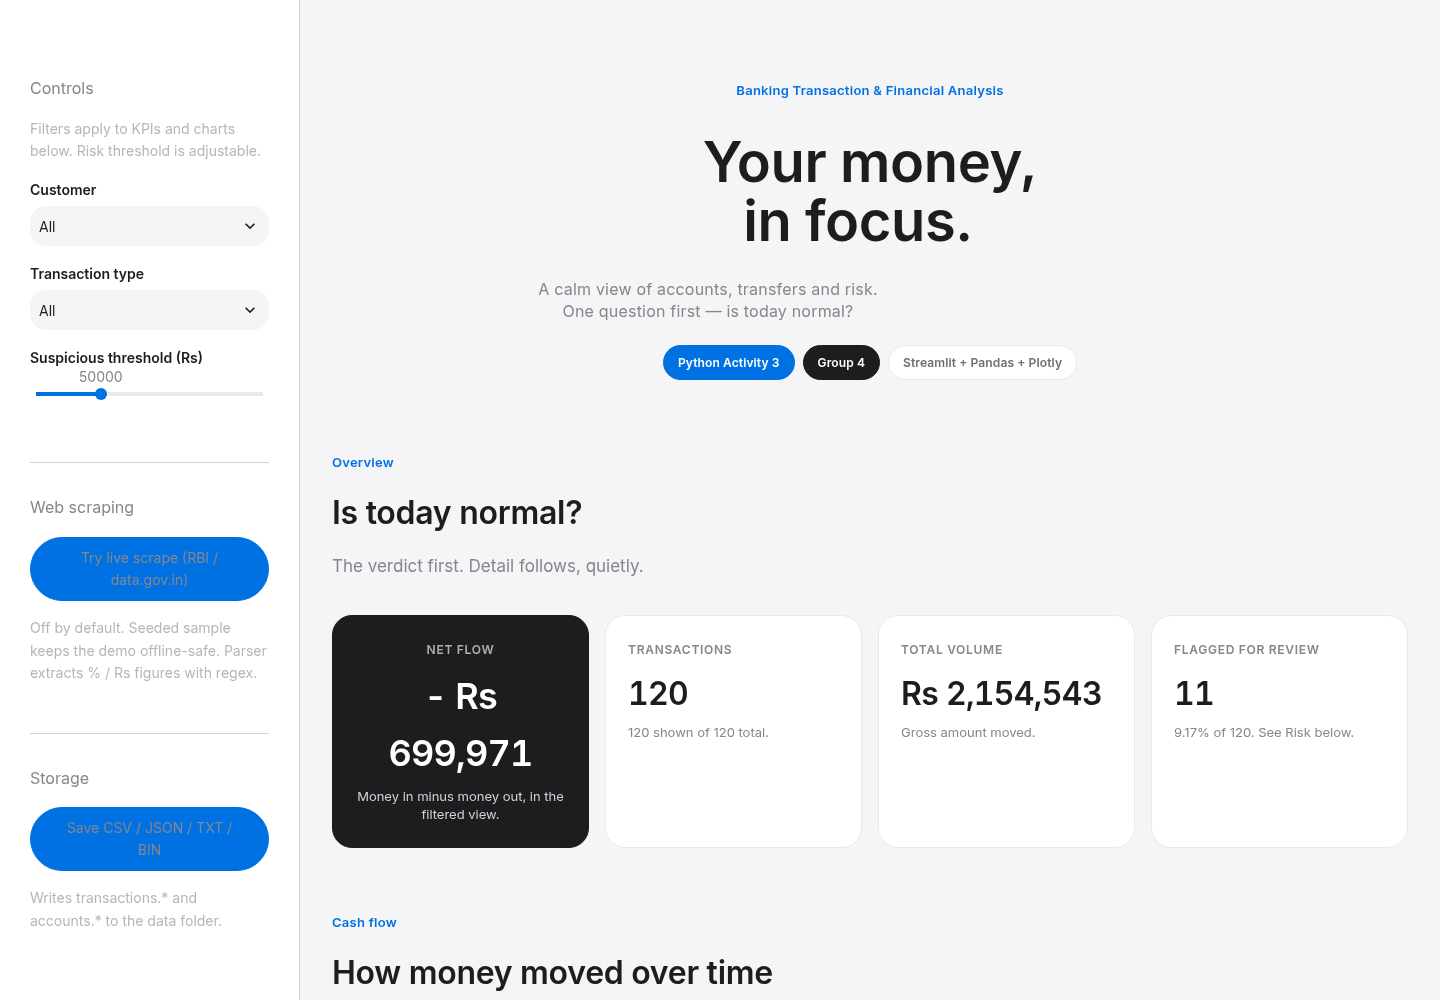 Controls
Filters apply to KPIs and charts
below. Risk threshold is adjustable.
Customer
All
Transaction type
All
Suspicious threshold (Rs)
50000
Web scraping
Try live scrape (RBI /
data.gov.in)
Off by default. Seeded sample
keeps the demo offline-safe. Parser
extracts % / Rs figures with regex.
Storage
Save CSV / JSON / TXT /
BIN
Writes transactions.* and
accounts.* to the data folder.
Banking Transaction & Financial Analysis
Your money,
in focus.
A calm view of accounts, transfers and risk.
One question first — is today normal?
Python Activity 3
Group 4
Streamlit + Pandas + Plotly
Overview
Is today normal?
The verdict first. Detail follows, quietly.
NET FLOW
- Rs
699,971
Money in minus money out, in the
filtered view.
TRANSACTIONS
120
120 shown of 120 total.
TOTAL VOLUME
Rs 2,154,543
Gross amount moved.
FLAGGED FOR REVIEW
11
9.17% of 120. See Risk below.
Cash flow
How money moved over time